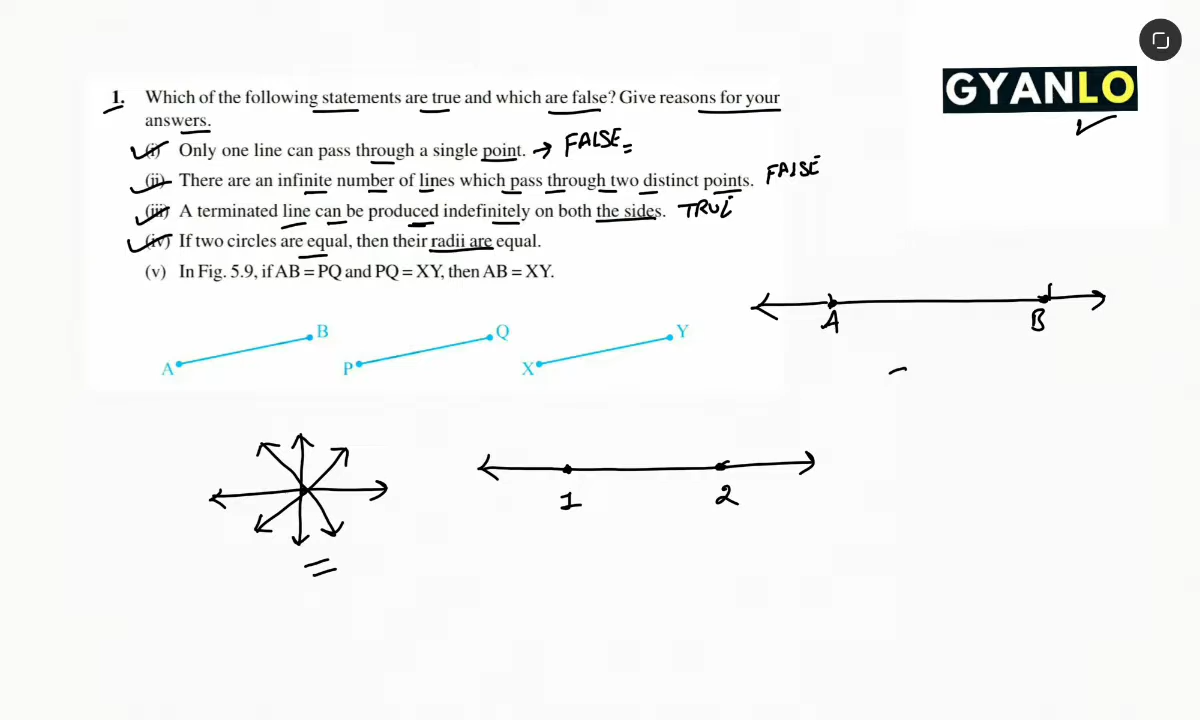 GYANLO
1. Which of the following statements are true and which are false? Give reasons for your
answers.
(i) Only one line can pass through a single point. → FALSE
(ii) There are an infinite number of lines which pass through two distinct points. FALSE
(iii) A terminated line can be produced indefinitely on both the sides. TRUE
(iv) If two circles are equal, then their radii are equal.
(v) In Fig. 5.9, if AB = PQ and PQ = XY, then AB = XY.
A B P Q X Y
A B
1 2